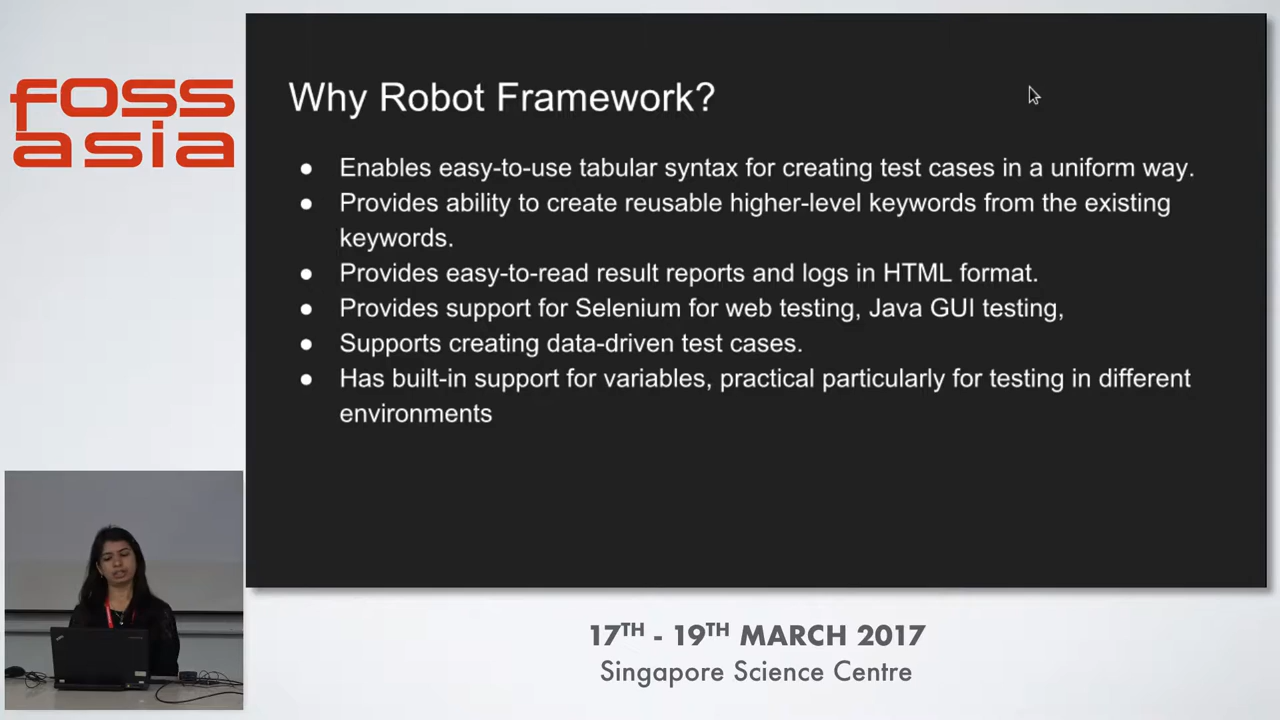 foss
asia
Why Robot Framework?
● Enables easy-to-use tabular syntax for creating test cases in a uniform way.
● Provides ability to create reusable higher-level keywords from the existing
keywords.
● Provides easy-to-read result reports and logs in HTML format.
● Provides support for Selenium for web testing, Java GUI testing,
● Supports creating data-driven test cases.
● Has built-in support for variables, practical particularly for testing in different
environments
17TH - 19TH MARCH 2017
Singapore Science Centre